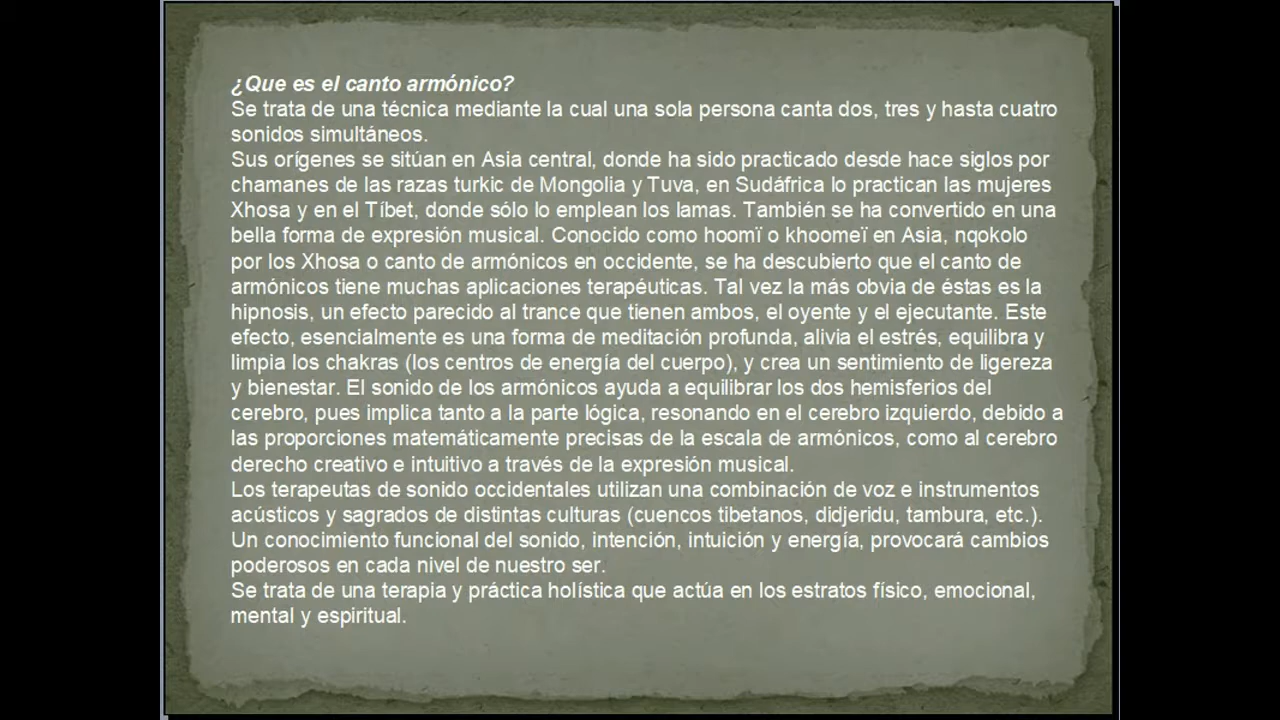 ¿Que es el canto armónico?
Se trata de una técnica mediante la cual una sola persona canta dos, tres y hasta cuatro
sonidos simultáneos.
Sus orígenes se sitúan en Asia central, donde ha sido practicado desde hace siglos por
chamanes de las razas turkic de Mongolia y Tuva, en Sudáfrica lo practican las mujeres
Xhosa y en el Tíbet, donde sólo lo emplean los lamas. También se ha convertido en una
bella forma de expresión musical. Conocido como hoomï o khoomeï en Asia, nqokolo
por los Xhosa o canto de armónicos en occidente, se ha descubierto que el canto de
armónicos tiene muchas aplicaciones terapéuticas. Tal vez la más obvia de éstas es la
hipnosis, un efecto parecido al trance que tienen ambos, el oyente y el ejecutante. Este
efecto, esencialmente es una forma de meditación profunda, alivia el estrés, equilibra y
limpia los chakras (los centros de energía del cuerpo), y crea un sentimiento de ligereza
y bienestar. El sonido de los armónicos ayuda a equilibrar los dos hemisferios del
cerebro, pues implica tanto a la parte lógica, resonando en el cerebro izquierdo, debido a
las proporciones matemáticamente precisas de la escala de armónicos, como al cerebro
derecho creativo e intuitivo a través de la expresión musical.
Los terapeutas de sonido occidentales utilizan una combinación de voz e instrumentos
acústicos y sagrados de distintas culturas (cuencos tibetanos, didjeridu, tambura, etc.).
Un conocimiento funcional del sonido, intención, intuición y energía, provocará cambios
poderosos en cada nivel de nuestro ser.
Se trata de una terapia y práctica holística que actúa en los estratos físico, emocional,
mental y espiritual.